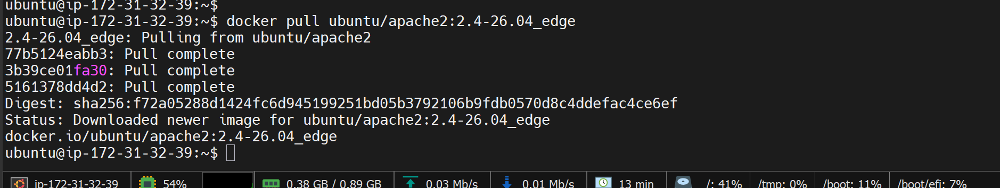 ubuntu@ip-172-31-32-39:~$
ubuntu@ip-172-31-32-39:~$ docker pull ubuntu/apache2:2.4-26.04_edge
2.4-26.04_edge: Pulling from ubuntu/apache2
77b5124eabb3: Pull complete
3b39ce01fa30: Pull complete
5161378dd4d2: Pull complete
Digest: sha256:f72a05288d1424fc6d945199251bd05b3792106b9fdb0570d8c4ddefac4ce6ef
Status: Downloaded newer image for ubuntu/apache2:2.4-26.04_edge
docker.io/ubuntu/apache2:2.4-26.04_edge
ubuntu@ip-172-31-32-39:~$
ip-172-31-32-39 54% 0.38 GB / 0.89 GB 0.03 Mb/s 0.01 Mb/s 13 min /: 41% /tmp: 0% /boot: 11% /boot/efi: 7%